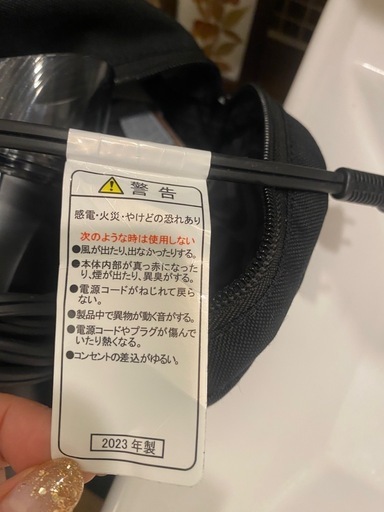 警告
感電・火災・やけどの恐れあり
次のような時は使用しない
●風が出たり、出なかったりする。
●本体内部が真っ赤になった
り、煙が出たり、異臭がする。
●電源コードがねじれて戻ら
ない。
●製品中で異物が動く音がする。
●電源コードやプラグが傷んで
いたり熱くなる。
●コンセントの差込がゆるい。
2023年製